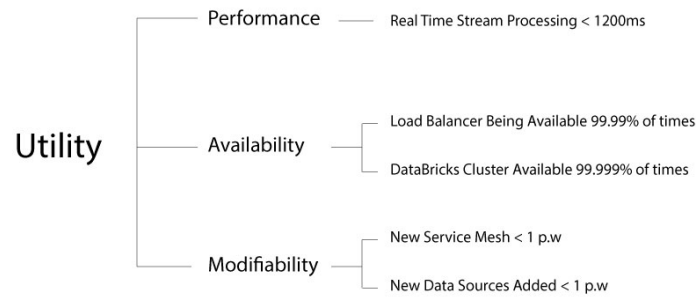 Utility
Performance
Real Time Stream Processing < 1200ms
Availability
Load Balancer Being Available 99.99% of times
DataBricks Cluster Available 99.999% of times
Modifiability
New Service Mesh < 1 p.w
New Data Sources Added < 1 p.w